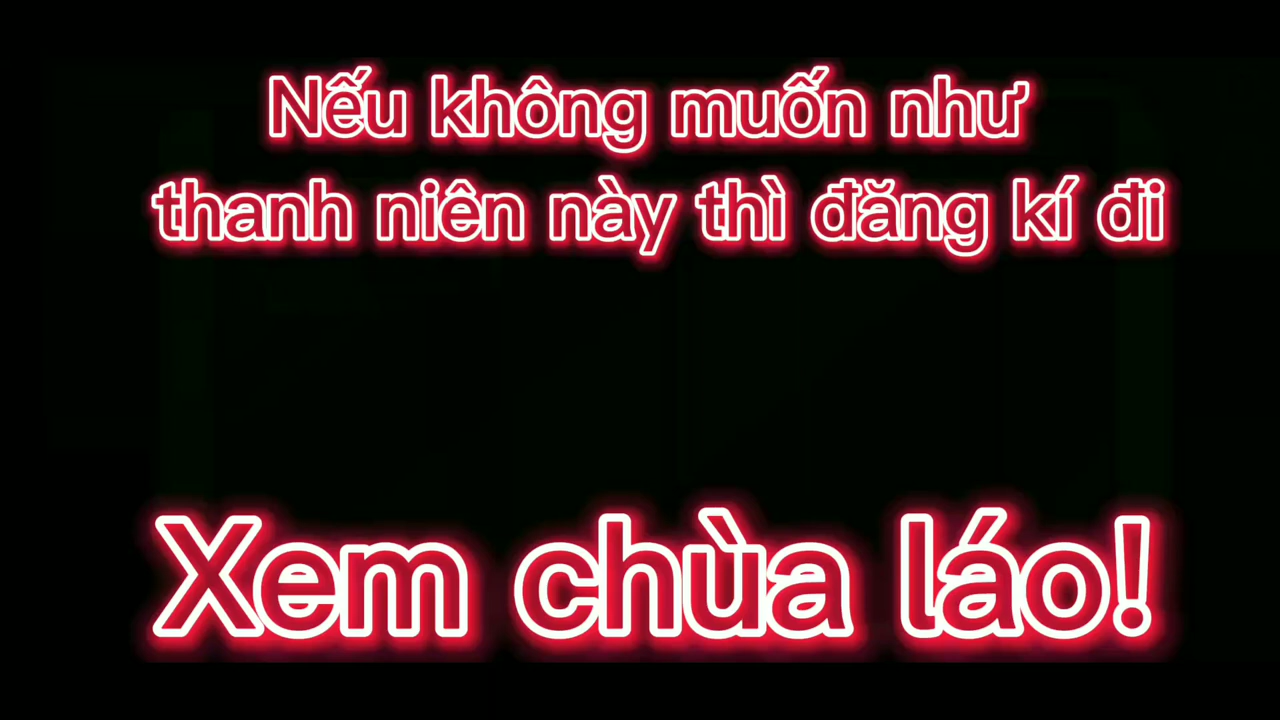 Nếu không muốn như
thanh niên này thì đăng kí đi
Xem chùa láo!